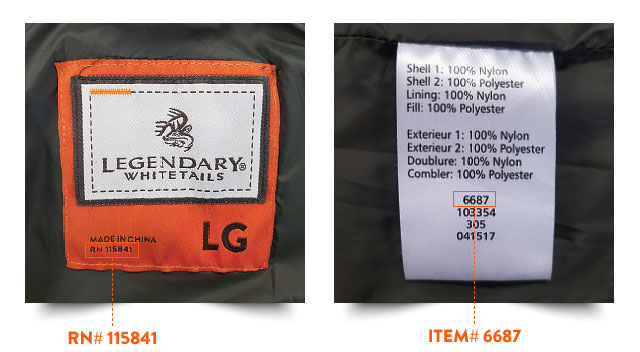 LEGENDARY®
WHITETAILS
MADE IN CHINA
RN 115841
LG
RN# 115841
Shell 1: 100% Nylon
Shell 2: 100% Polyester
Lining: 100% Nylon
Fill: 100% Polyester
Exterieur 1: 100% Nylon
Exterieur 2: 100% Polyester
Doublure: 100% Nylon
Combler: 100% Polyester
6687
103354
305
041517
ITEM# 6687